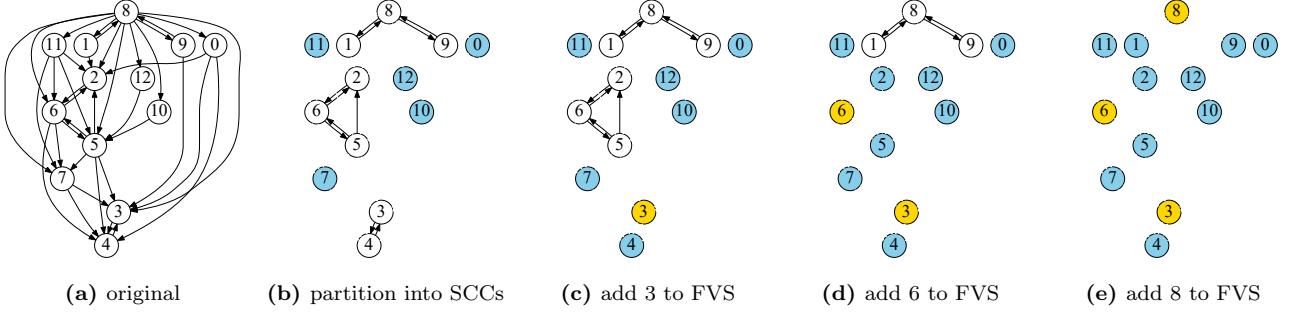 8 8 8 8 8
11 1 9 0 11 1 9 0 11 1 9 0 11 1 9 0 11 1 9 0
2 12 2 12 2 12 2 12 2 12
6 10 6 10 6 10 6 10 6 10
5 5 5 5 5
7 7 7 7 7
3 3 3 3 3
4 4 4 4 4
(a) original (b) partition into SCCs (c) add 3 to FVS (d) add 6 to FVS (e) add 8 to FVS